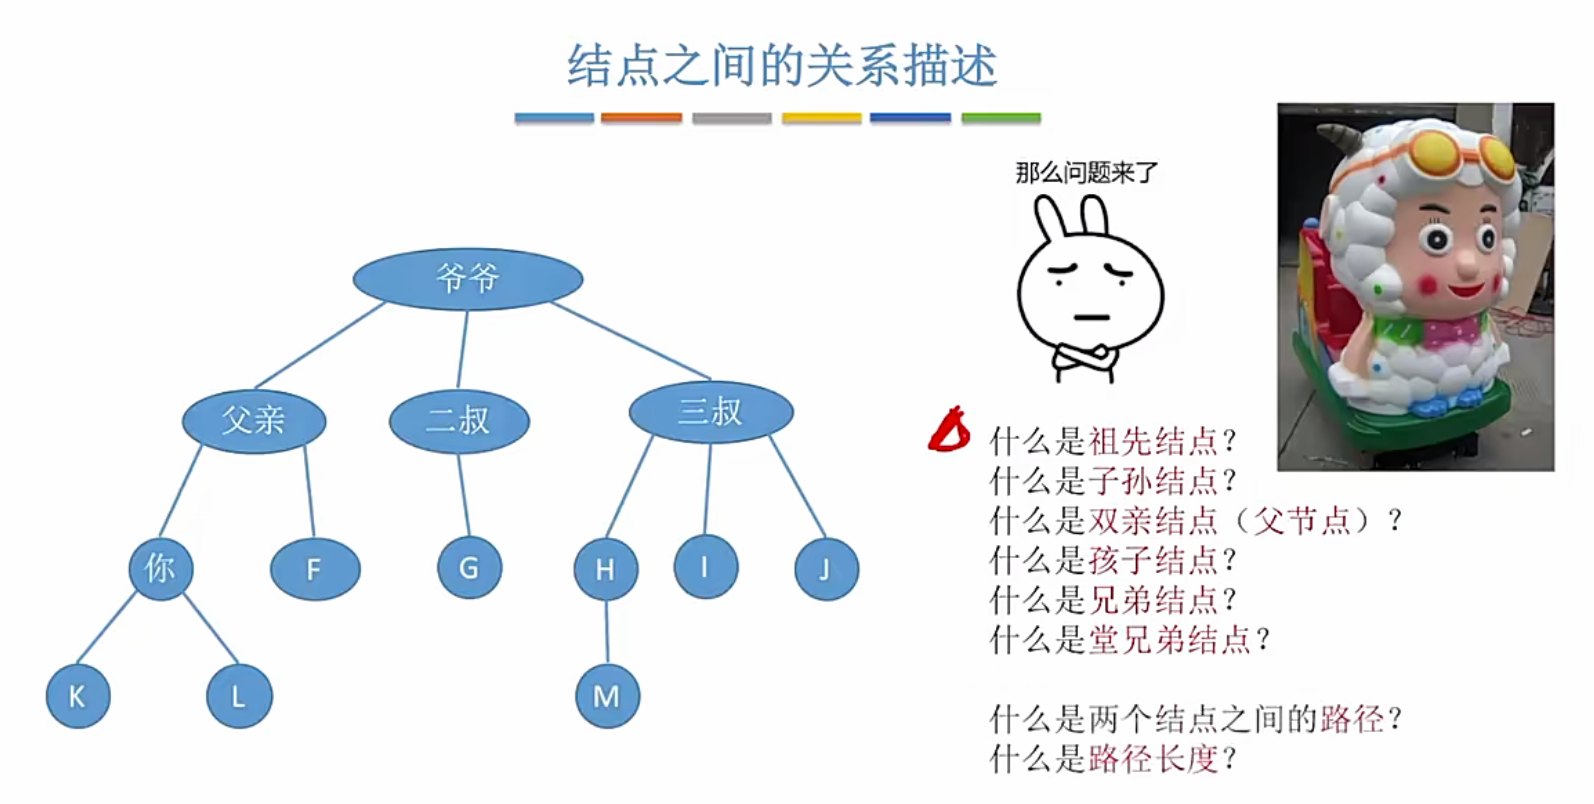 结点之间的关系描述
那么问题来了
爷爷
父亲
二叔
三叔
你
F
G
H
I
J
K
L
M
什么是祖先结点？
什么是子孙结点？
什么是双亲结点（父节点）？
什么是孩子结点？
什么是兄弟结点？
什么是堂兄弟结点？
什么是两个结点之间的路径？
什么是路径长度？